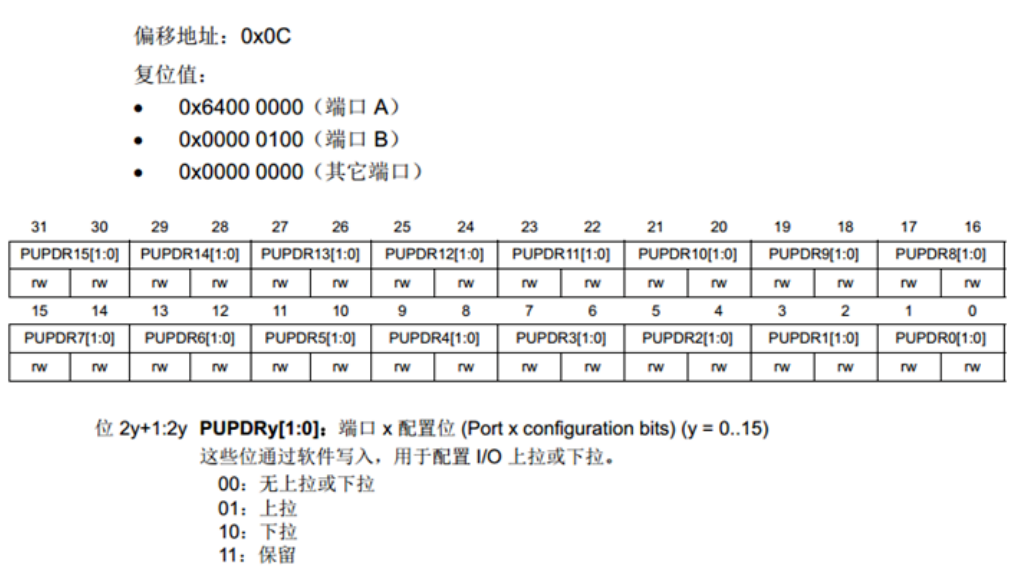 偏移地址：0x0C
复位值：
• 0x6400 0000（端口 A）
• 0x0000 0100（端口 B）
• 0x0000 0000（其它端口）
31 30 29 28 27 26 25 24 23 22 21 20 19 18 17 16
PUPDR15[1:0] PUPDR14[1:0] PUPDR13[1:0] PUPDR12[1:0] PUPDR11[1:0] PUPDR10[1:0] PUPDR9[1:0] PUPDR8[1:0]
rw rw rw rw rw rw rw rw rw rw rw rw rw rw rw rw
15 14 13 12 11 10 9 8 7 6 5 4 3 2 1 0
PUPDR7[1:0] PUPDR6[1:0] PUPDR5[1:0] PUPDR4[1:0] PUPDR3[1:0] PUPDR2[1:0] PUPDR1[1:0] PUPDR0[1:0]
rw rw rw rw rw rw rw rw rw rw rw rw rw rw rw rw
位 2y+1:2y PUPDRy[1:0]：端口 x 配置位 (Port x configuration bits) (y = 0..15)
这些位通过软件写入，用于配置 I/O 上拉或下拉。
00：无上拉或下拉
01：上拉
10：下拉
11：保留